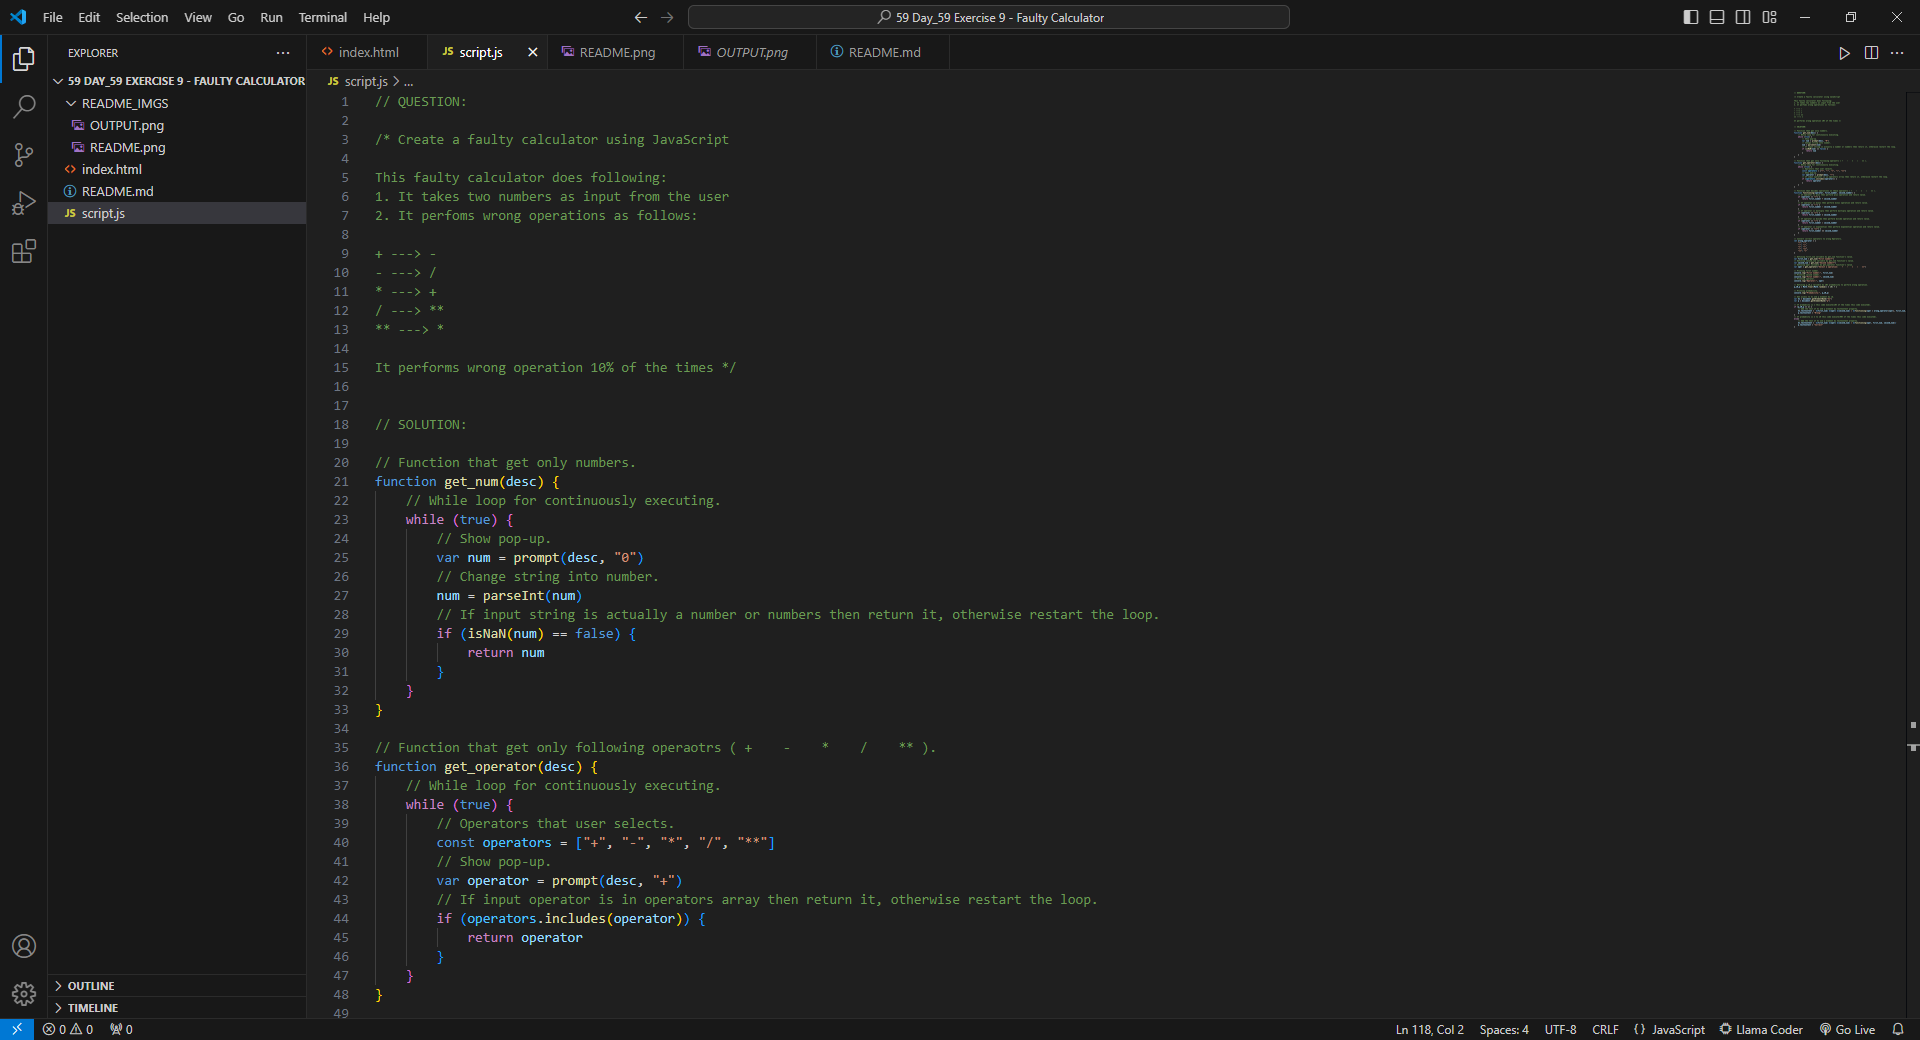 File Edit Selection View Go Run Terminal Help
59 Day_59 Exercise 9 - Faulty Calculator
EXPLORER
59 DAY_59 EXERCISE 9 - FAULTY CALCULATOR
README_IMGS
OUTPUT.png
README.png
index.html
README.md
JS script.js
OUTLINE
TIMELINE
index.html
JS script.js
README.png
OUTPUT.png
README.md
JS script.js > ...
1 // QUESTION:
2
3 /* Create a faulty calculator using JavaScript
4
5 This faulty calculator does following:
6 1. It takes two numbers as input from the user
7 2. It perfoms wrong operations as follows:
8
9 + ---> -
10 - ---> /
11 * ---> +
12 / ---> **
13 ** ---> *
14
15 It performs wrong operation 10% of the times */
16
17
18 // SOLUTION:
19
20 // Function that get only numbers.
21 function get_num(desc) {
22     // While loop for continuously executing.
23     while (true) {
24         // Show pop-up.
25         var num = prompt(desc, "0")
26         // Change string into number.
27         num = parseInt(num)
28         // If input string is actually a number or numbers then return it, otherwise restart the loop.
29         if (isNaN(num) == false) {
30             return num
31         }
32     }
33 }
34
35 // Function that get only following operaotrs ( +    -    *    /    ** ).
36 function get_operator(desc) {
37     // While loop for continuously executing.
38     while (true) {
39         // Operators that user selects.
40         const operators = ["+", "-", "*", "/", "**"]
41         // Show pop-up.
42         var operator = prompt(desc, "+")
43         // If input operator is in operators array then return it, otherwise restart the loop.
44         if (operators.includes(operator)) {
45             return operator
46         }
47     }
48 }
49
0 0 0
Ln 118, Col 2 Spaces: 4 UTF-8 CRLF {} JavaScript Llama Coder Go Live